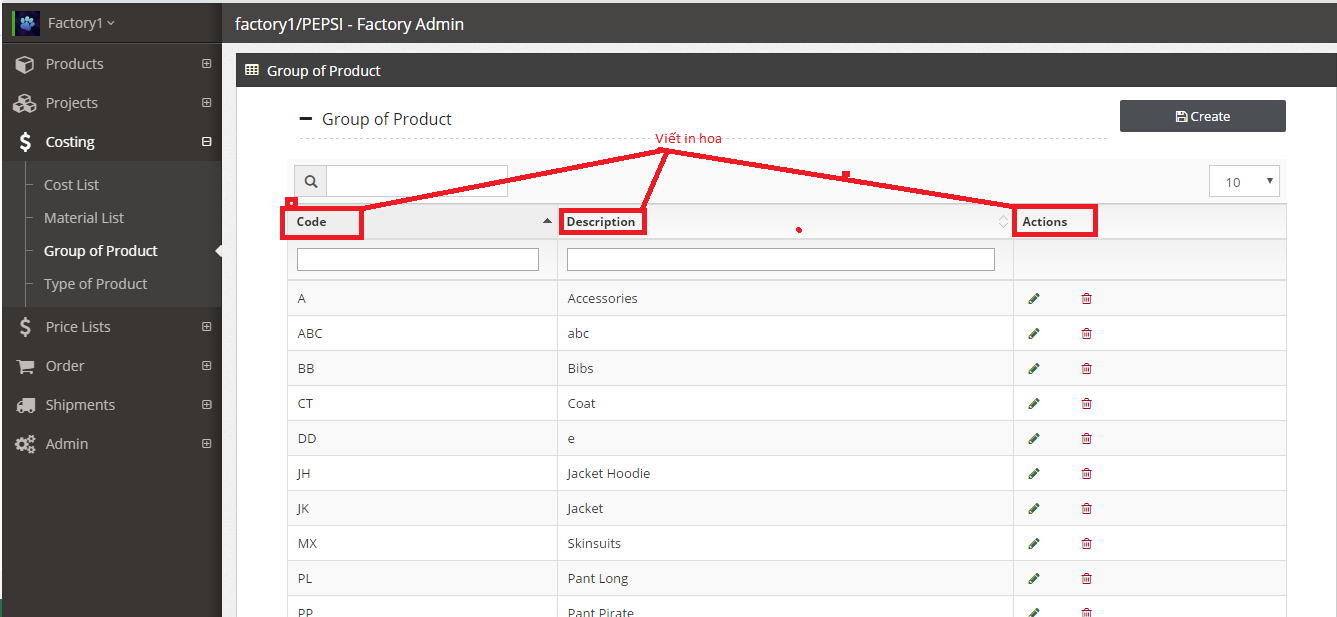 Factory1
factory1/PEPSI - Factory Admin
Products
Projects
Costing
Cost List
Material List
Group of Product
Type of Product
Price Lists
Order
Shipments
Admin
Group of Product
Group of Product
Create
Viết in hoa
10
Code Description Actions
A Accessories
ABC abc
BB Bibs
CT Coat
DD e
JH Jacket Hoodie
JK Jacket
MX Skinsuits
PL Pant Long
PP Pant Pirate